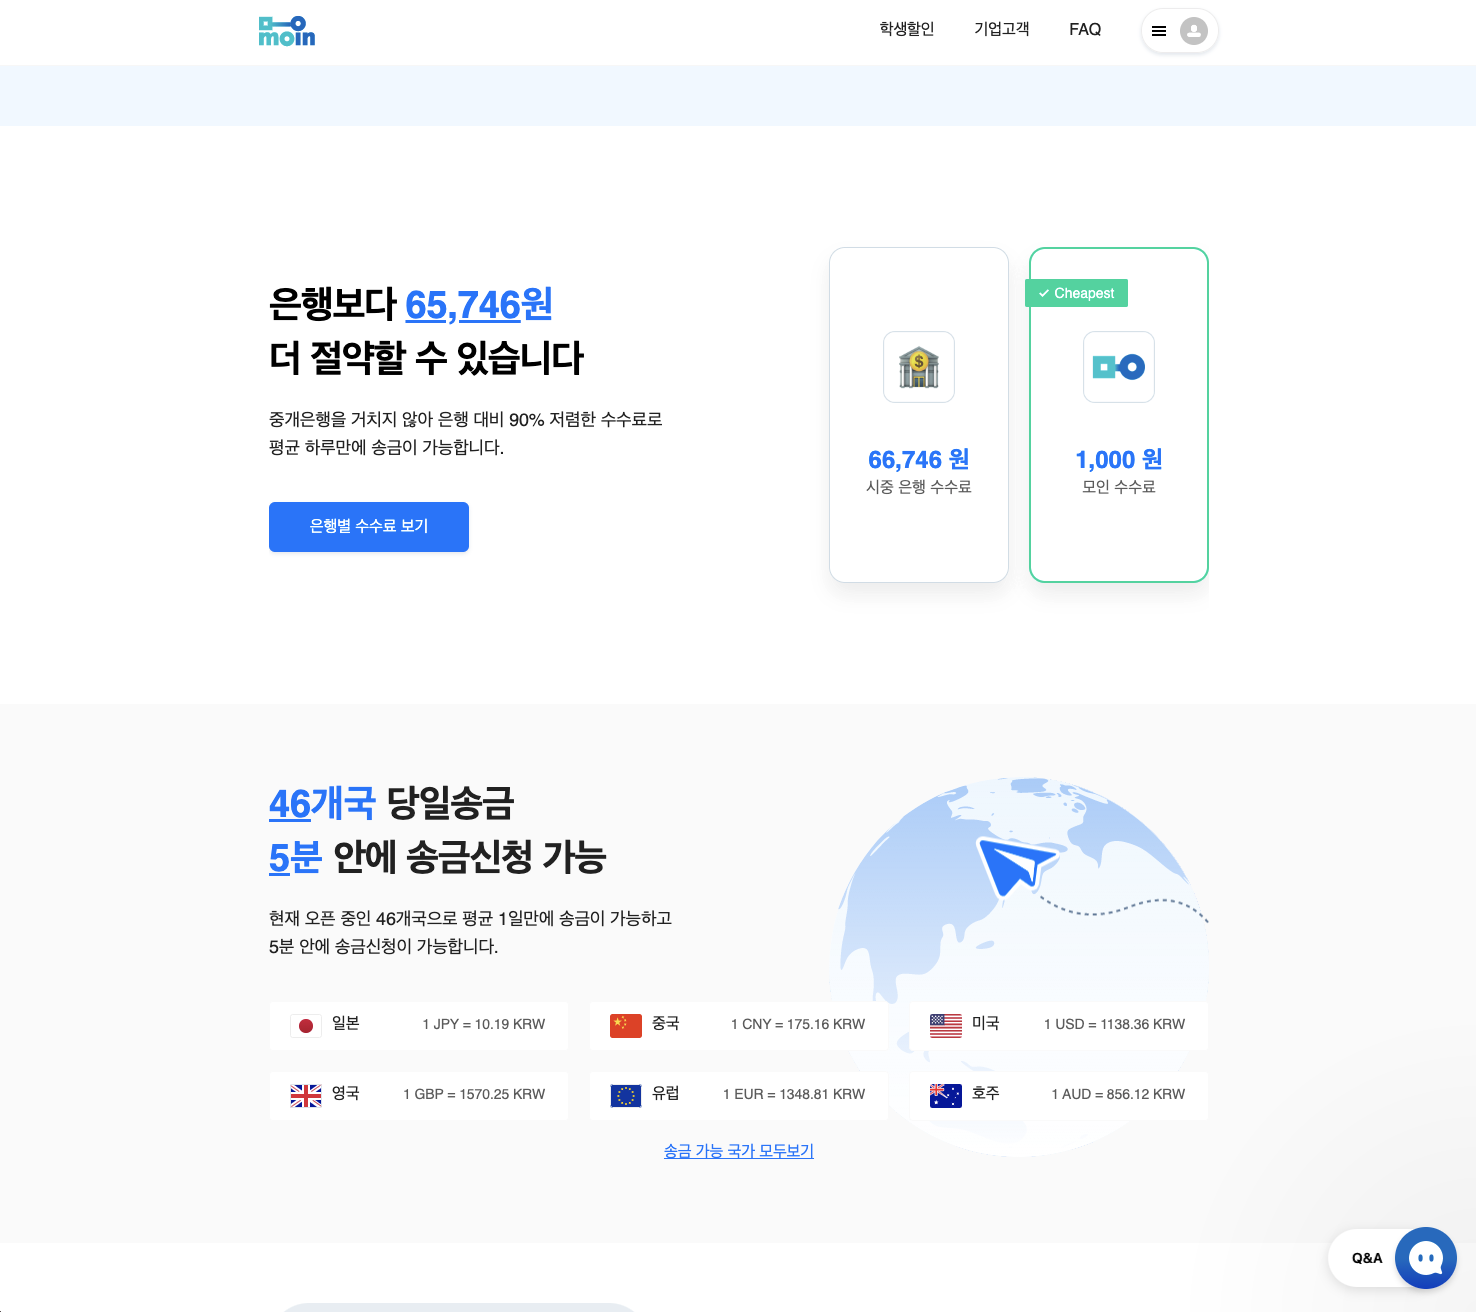 moin
학생할인
기업고객
FAQ
은행보다 65,746원
더 절약할 수 있습니다
중개은행을 거치지 않아 은행 대비 90% 저렴한 수수료로
평균 하루만에 송금이 가능합니다.
은행별 수수료 보기
$
66,746 원
시중 은행 수수료
✓ Cheapest
1,000 원
모인 수수료
46개국 당일송금
5분 안에 송금신청 가능
현재 오픈 중인 46개국으로 평균 1일만에 송금이 가능하고
5분 안에 송금신청이 가능합니다.
일본 1 JPY = 10.19 KRW
중국 1 CNY = 175.16 KRW
미국 1 USD = 1138.36 KRW
영국 1 GBP = 1570.25 KRW
유럽 1 EUR = 1348.81 KRW
호주 1 AUD = 856.12 KRW
송금 가능 국가 모두보기
Q&A